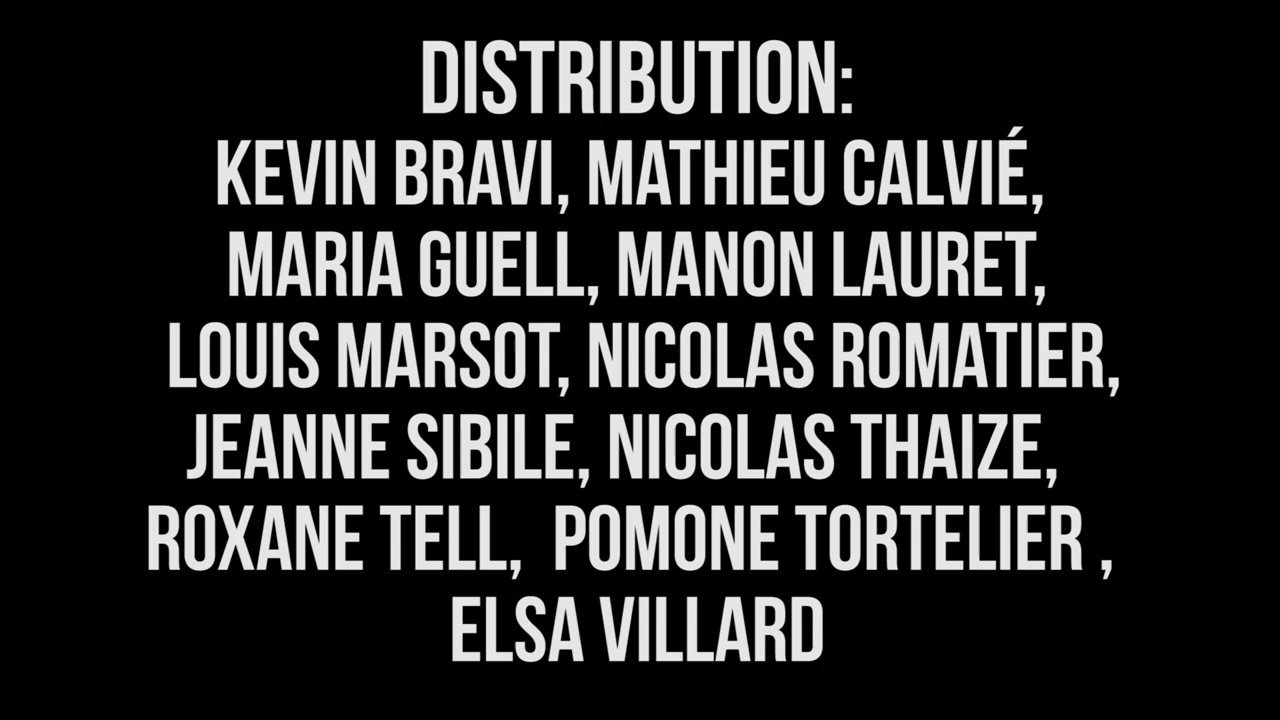 DISTRIBUTION:
KEVIN BRAVI, MATHIEU CALVIÉ,
MARIA GUELL, MANON LAURET,
LOUIS MARSOT, NICOLAS ROMATIER,
JEANNE SIBILE, NICOLAS THAIZE,
ROXANE TELL, POMONE TORTELIER ,
ELSA VILLARD